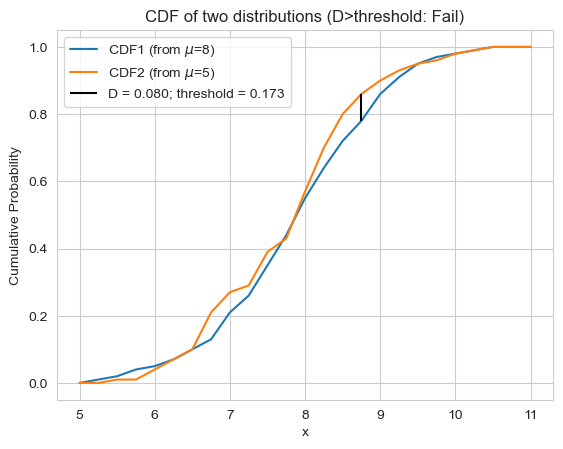 CDF of two distributions (D>threshold: Fail)
CDF1 (from μ=8)
CDF2 (from μ=5)
D = 0.080; threshold = 0.173
Cumulative Probability
1.0
0.8
0.6
0.4
0.2
0.0
5 6 7 8 9 10 11
x